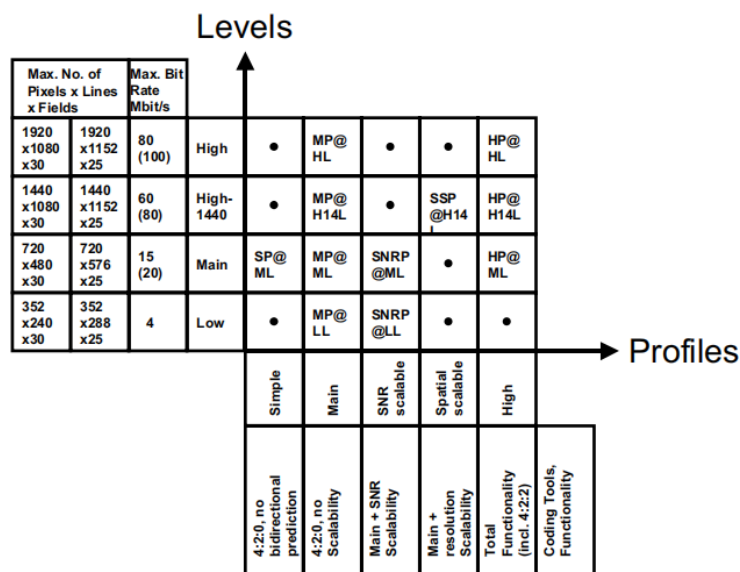 Levels
Max. No. of
Pixels x Lines
x Fields
Max. Bit
Rate
Mbit/s
1920
x1080
x30
1920
x1152
x25
80
(100)
High
•
MP@
HL
•
•
HP@
HL
1440
x1080
x30
1440
x1152
x25
60
(80)
High-
1440
•
MP@
H14L
•
SSP
@H14
L
HP@
H14L
720
x480
x30
720
x576
x25
15
(20)
Main
SP@
ML
MP@
ML
SNRP
@ML
•
HP@
ML
352
x240
x30
352
x288
x25
4
Low
•
MP@
LL
SNRP
@LL
•
•
Profiles
Simple
Main
SNR
scalable
Spatial
scalable
High
4:2:0, no
bidirectional
prediction
4:2:0, no
Scalability
Main + SNR
Scalability
Main +
resolution
Scalability
Total
Functionality
(incl. 4:2:2)
Coding Tools,
Functionality